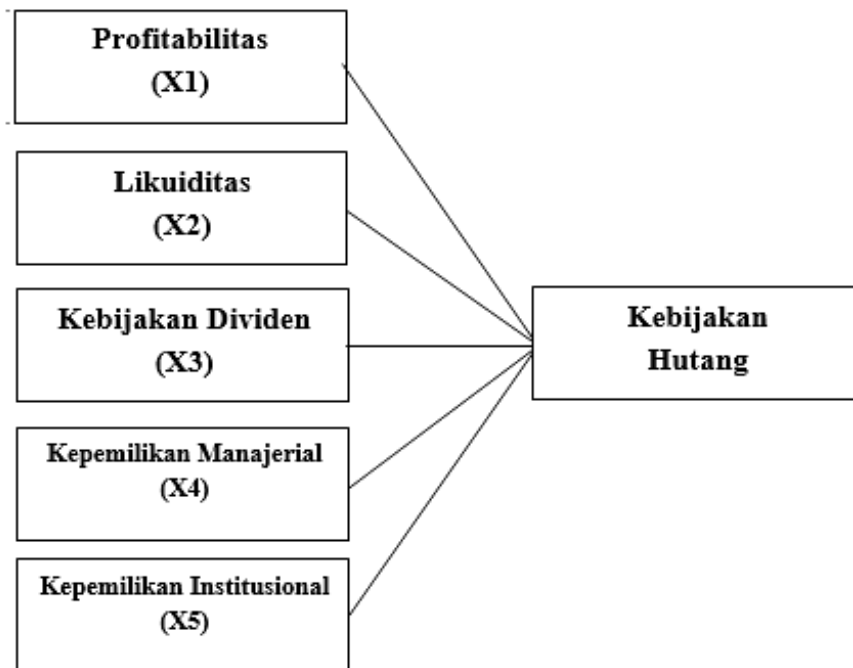 Profitabilitas
(X1)
Likuiditas
(X2)
Kebijakan Dividen
(X3)
Kepemilikan Manajerial
(X4)
Kepemilikan Institusional
(X5)
Kebijakan
Hutang